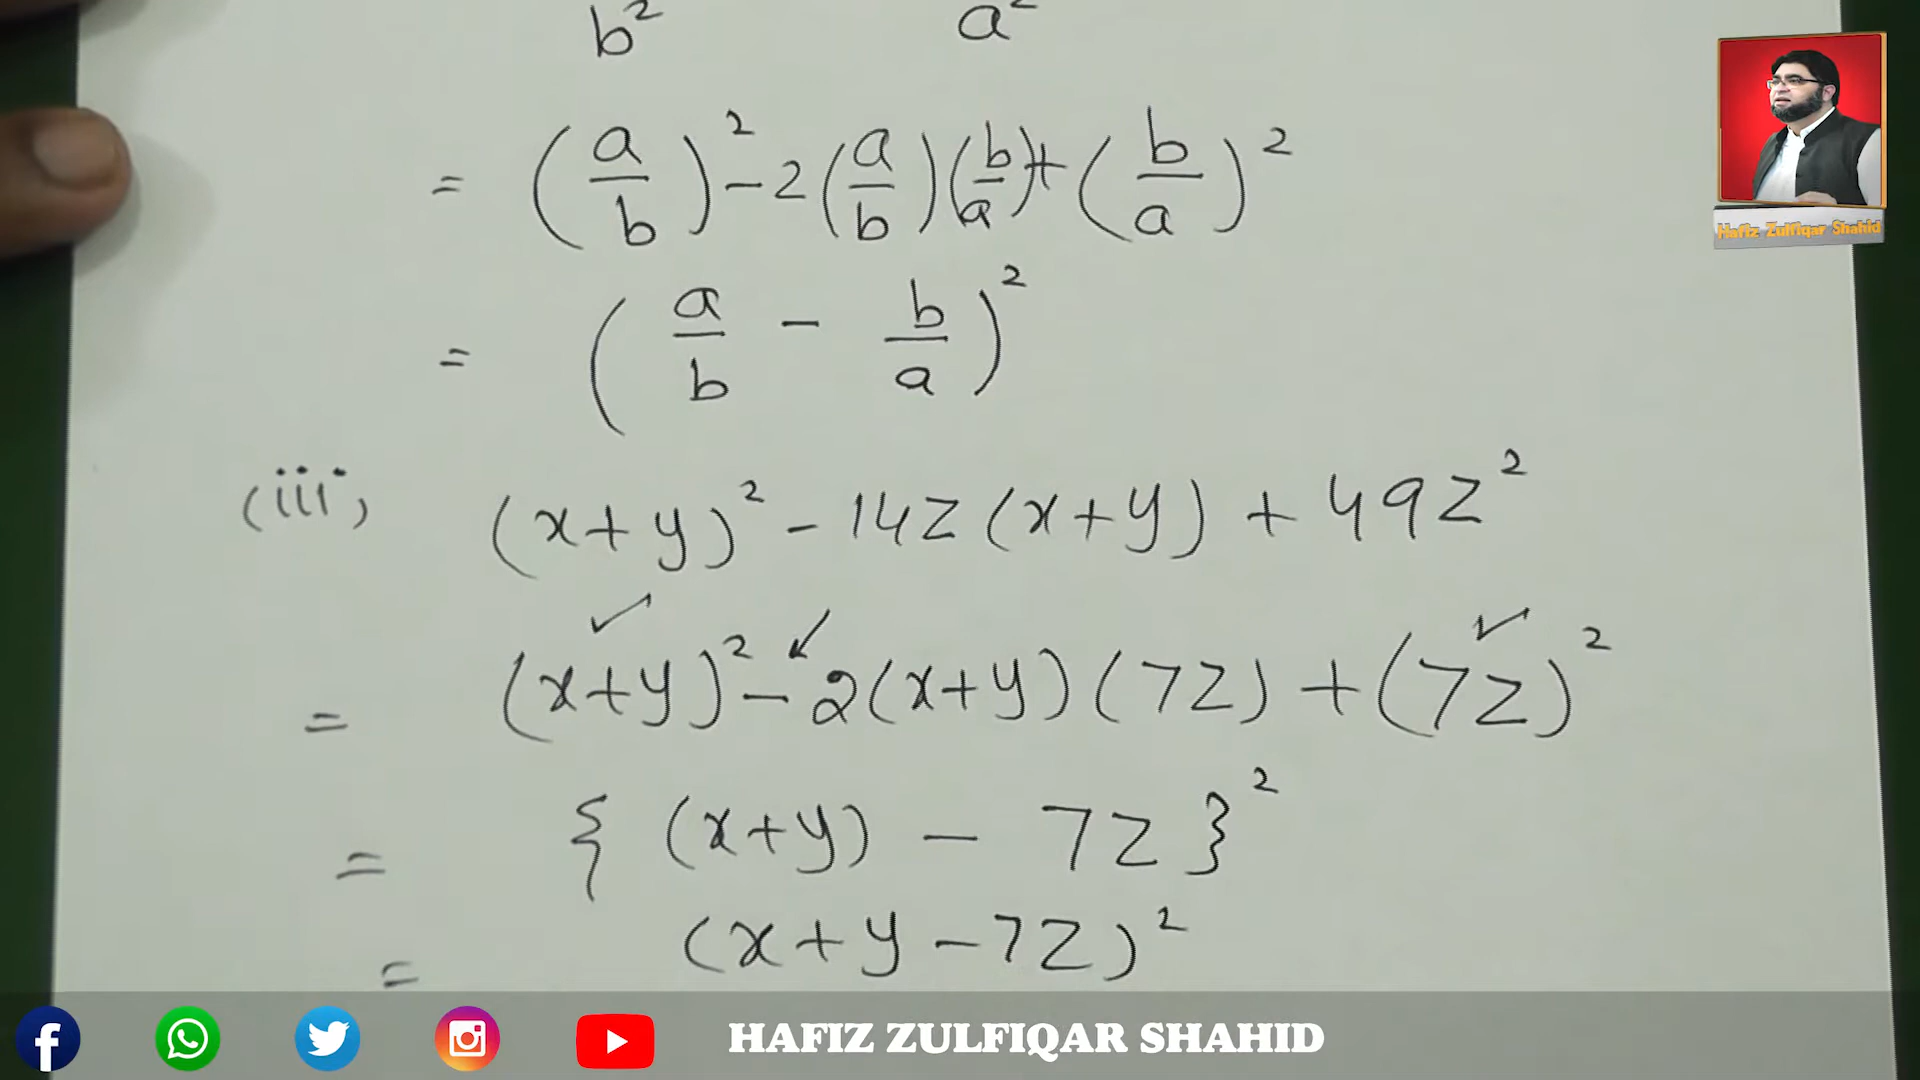 b² a²
= (a/b)² - 2(a/b)(b/a) + (b/a)²
= (a/b - b/a)²
(iii) (x+y)² - 14z(x+y) + 49z²
= (x+y)² - 2(x+y)(7z) + (7z)²
= {(x+y) - 7z}²
= (x+y-7z)²
Hafiz Zulfiqar Shahid
HAFIZ ZULFIQAR SHAHID